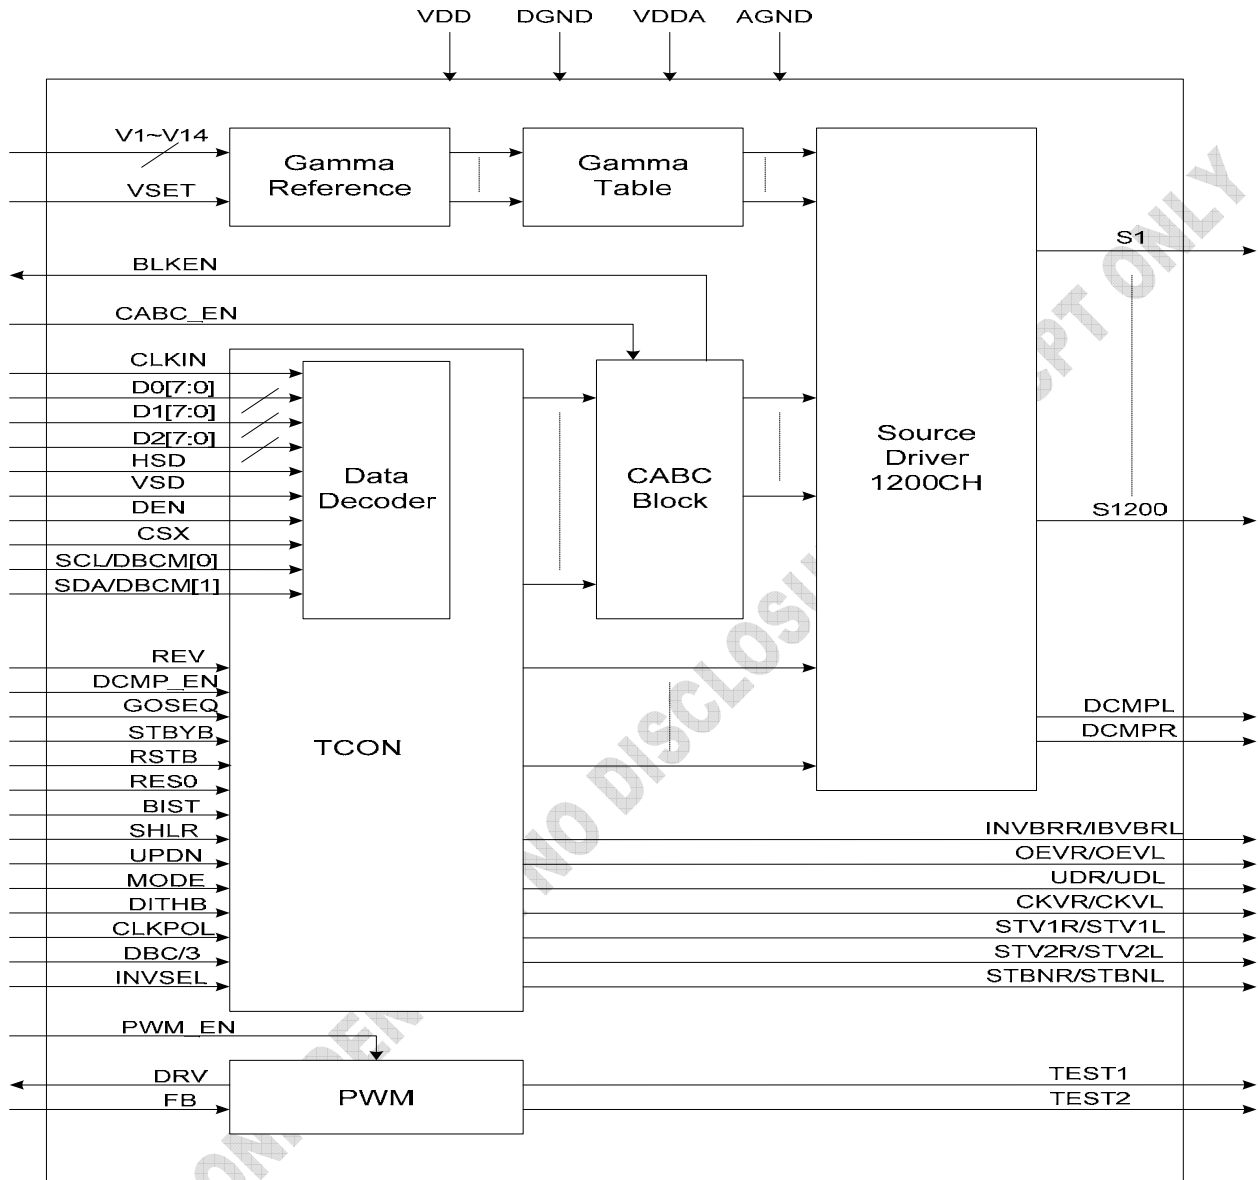 VDD DGND VDDA AGND
V1~V14
VSET
Gamma
Reference
Gamma
Table
BLKEN
CABC_EN
CLKIN
D0[7:0]
D1[7:0]
D2[7:0]
HSD
VSD
DEN
CSX
SCL/DBCM[0]
SDA/DBCM[1]
Data
Decoder
CABC
Block
Source
Driver
1200CH
S1
S1200
DCMPL
DCMPR
REV
DCMP_EN
GOSEQ
STBYB
RSTB
RES0
BIST
SHLR
UPDN
MODE
DITHB
CLKPOL
DBC/3
INVSEL
TCON
INVBRR/IBVBRL
OEVR/OEVL
UDR/UDL
CKVR/CKVL
STV1R/STV1L
STV2R/STV2L
STBNR/STBNL
PWM_EN
DRV
FB
PWM
TEST1
TEST2
NO ONLY